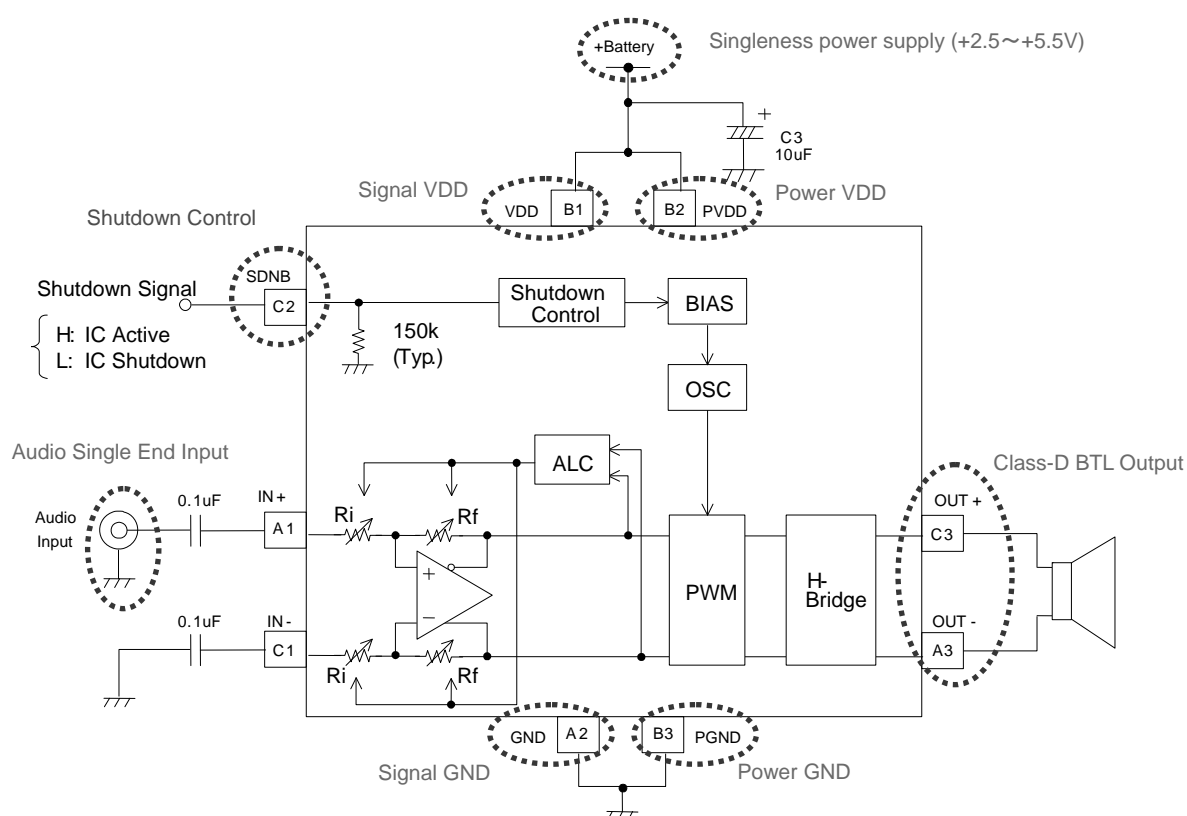 +Battery
Singleness power supply (+2.5～+5.5V)
+
C3
10uF
Signal VDD
Power VDD
VDD
B1
B2
PVDD
Shutdown Control
SDNB
Shutdown Signal
C2
H: IC Active
L: IC Shutdown
150k
(Typ.)
Shutdown
Control
BIAS
OSC
ALC
Audio Single End Input
Class-D BTL Output
0.1uF
IN+
Audio
Input
A1
Ri
Rf
+
-
PWM
H-
Bridge
OUT+
C3
0.1uF
IN-
C1
Ri
Rf
OUT-
A3
GND
A2
B3
PGND
Signal GND
Power GND